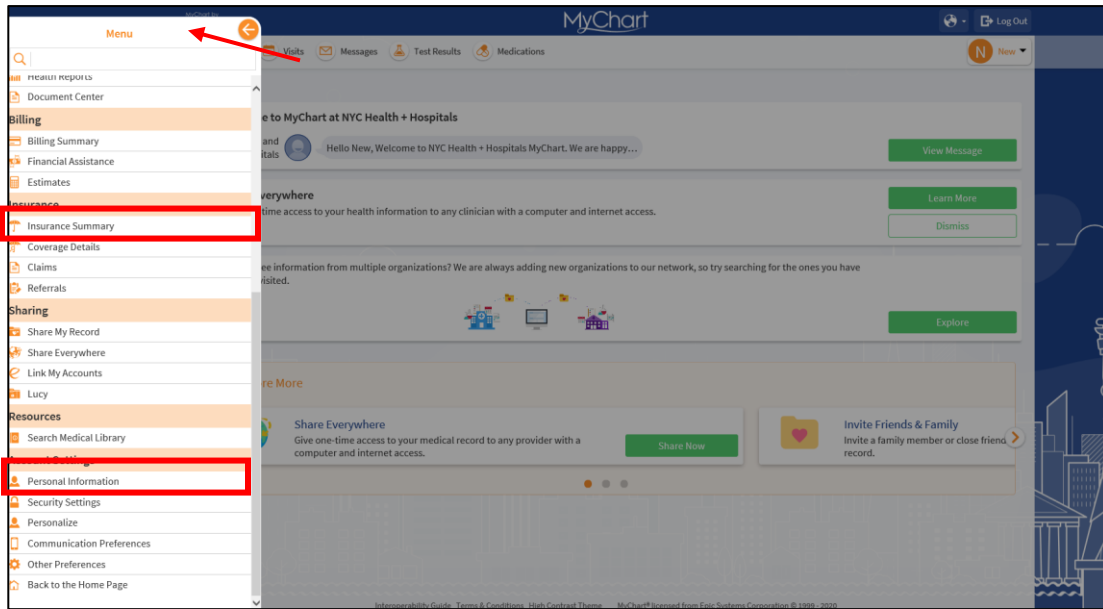 MyChart by
MyChart
Log Out
Menu
Visits
Messages
Test Results
Medications
N
New
Health Reports
Document Center
Billing
Billing Summary
Financial Assistance
Estimates
Insurance
Insurance Summary
Coverage Details
Claims
Referrals
Sharing
Share My Record
Share Everywhere
Link My Accounts
Lucy
Resources
Search Medical Library
Account Settings
Personal Information
Security Settings
Personalize
Communication Preferences
Other Preferences
Back to the Home Page
e to MyChart at NYC Health + Hospitals
and
itals
Hello New, Welcome to NYC Health + Hospitals MyChart. We are happy...
View Message
verywhere
time access to your health information to any clinician with a computer and internet access.
Learn More
Dismiss
ee information from multiple organizations? We are always adding new organizations to our network, so try searching for the ones you have
visited.
Explore
re More
Share Everywhere
Give one-time access to your medical record to any provider with a
computer and internet access.
Share Now
Invite Friends & Family
Invite a family member or close friend
record.
Interoperability Guide Terms & Conditions High Contrast Theme MyChart® licensed from Epic Systems Corporation © 1999 - 2020